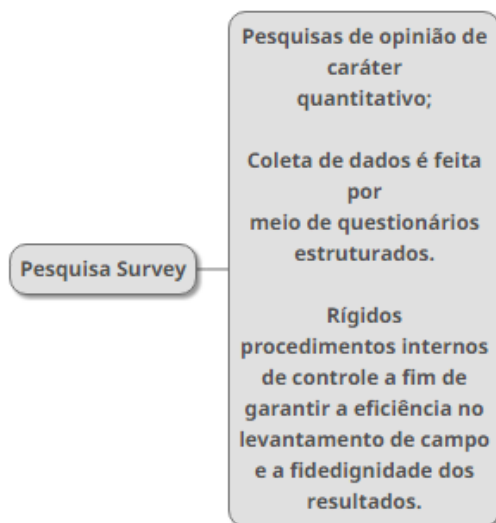 Pesquisa Survey
Pesquisas de opinião de
caráter
quantitativo;
Coleta de dados é feita
por
meio de questionários
estruturados.
Rígidos
procedimentos internos
de controle a fim de
garantir a eficiência no
levantamento de campo
e a fidedignidade dos
resultados.